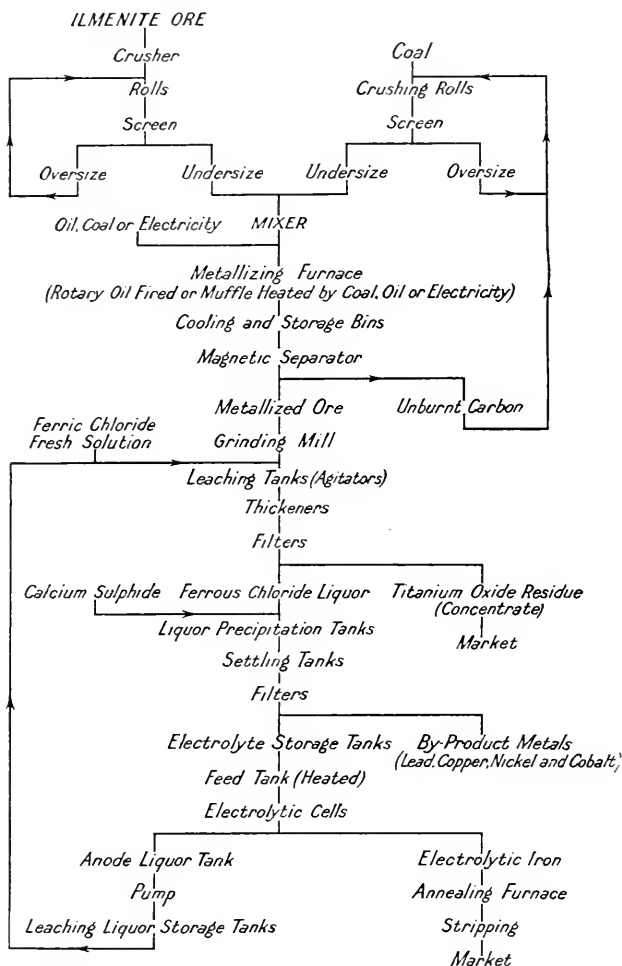 ILMENITE ORE
Crusher
Rolls
Screen
Oversize
Undersize
Coal
Crushing Rolls
Screen
Undersize
Oversize
Oil, Coal or Electricity
MIXER
Metallizing Furnace
(Rotary Oil Fired or Muffle Heated by Coal, Oil or Electricity)
Cooling and Storage Bins
Magnetic Separator
Metallized Ore
Unburnt Carbon
Ferric Chloride
Fresh Solution
Grinding Mill
Leaching Tanks (Agitators)
Thickeners
Filters
Calcium Sulphide
Ferrous Chloride Liquor
Titanium Oxide Residue
(Concentrate)
Market
Liquor Precipitation Tanks
Settling Tanks
Filters
Electrolyte Storage Tanks
By-Product Metals
(Lead, Copper, Nickel and Cobalt)
Feed Tank (Heated)
Electrolytic Cells
Anode Liquor Tank
Pump
Leaching Liquor Storage Tanks
Electrolytic Iron
Annealing Furnace
Stripping
Market